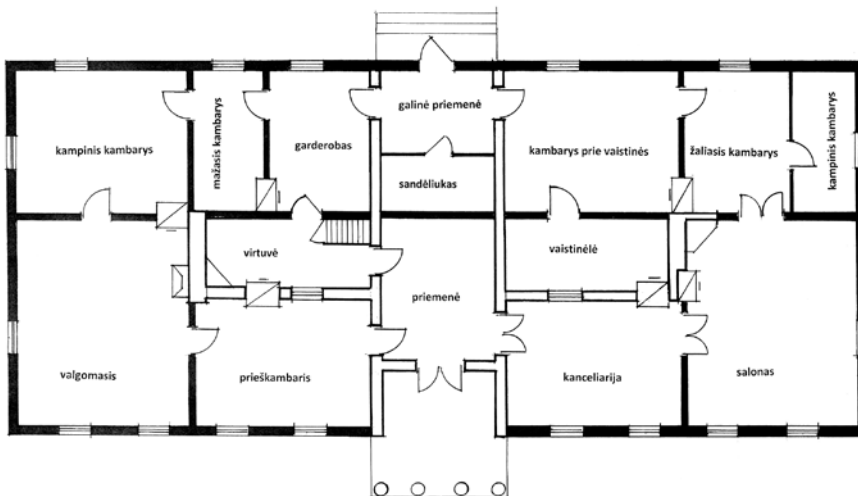 galinė priemenė
kampinis kambarys
mažasis kambarys
garderobas
kambarys prie vaistinės
žaliasis kambarys
kampinis kambarys
sandėliukas
virtuvė
vaistinėlė
priemenė
valgomasis
prieškambaris
kanceliarija
salonas